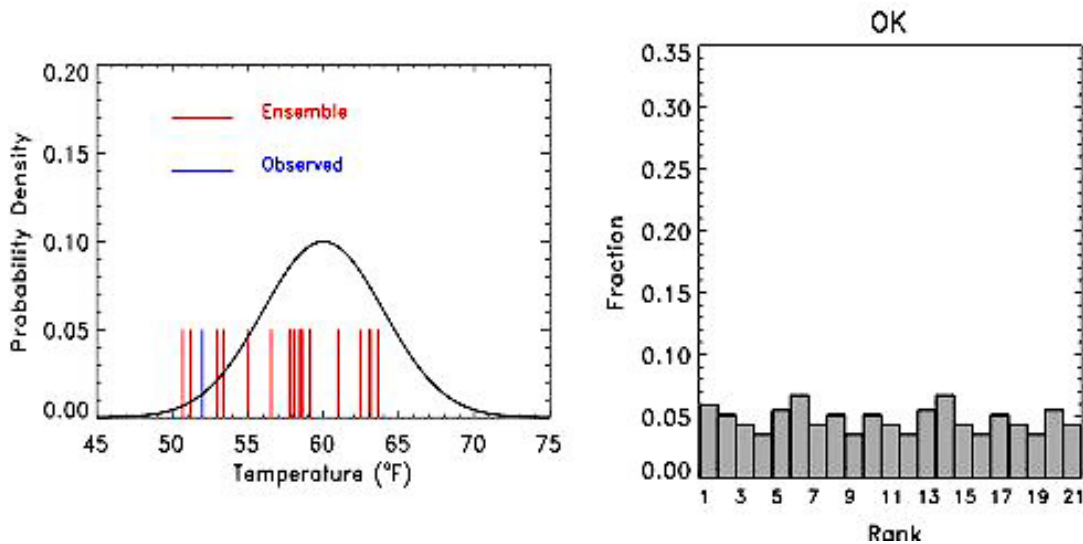 0.20
0.15
0.10
0.05
0.00
Probability Density
Ensemble
Observed
45 50 55 60 65 70 75
Temperature (°F)
OK
0.35
0.30
0.25
0.20
0.15
0.10
0.05
0.00
Fraction
1 3 5 7 9 11 13 15 17 19 21
Rank